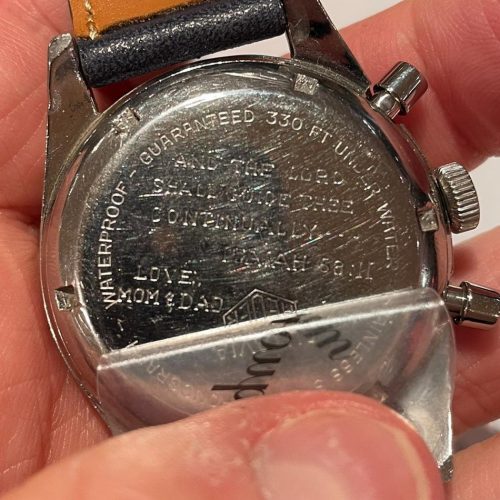 WATERPROOF - GUARANTEED 330 FT UNDER WATER
AND THE LORD
SHALL GUIDE THEE
CONTINUALLY....
ISAIAH 58:11
LOVE,
MOM & DAD
HEUER